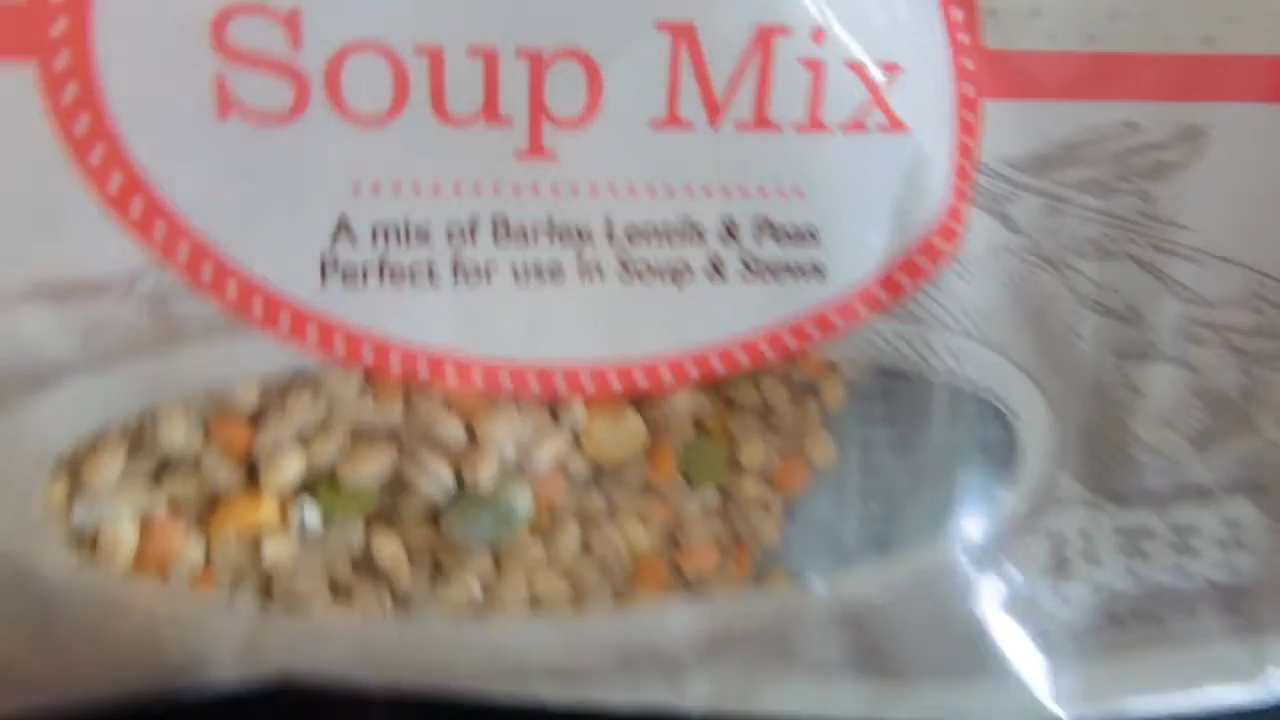 Soup Mix
A mix of Barley Lentils & Peas
Perfect for use in Soup & Stews